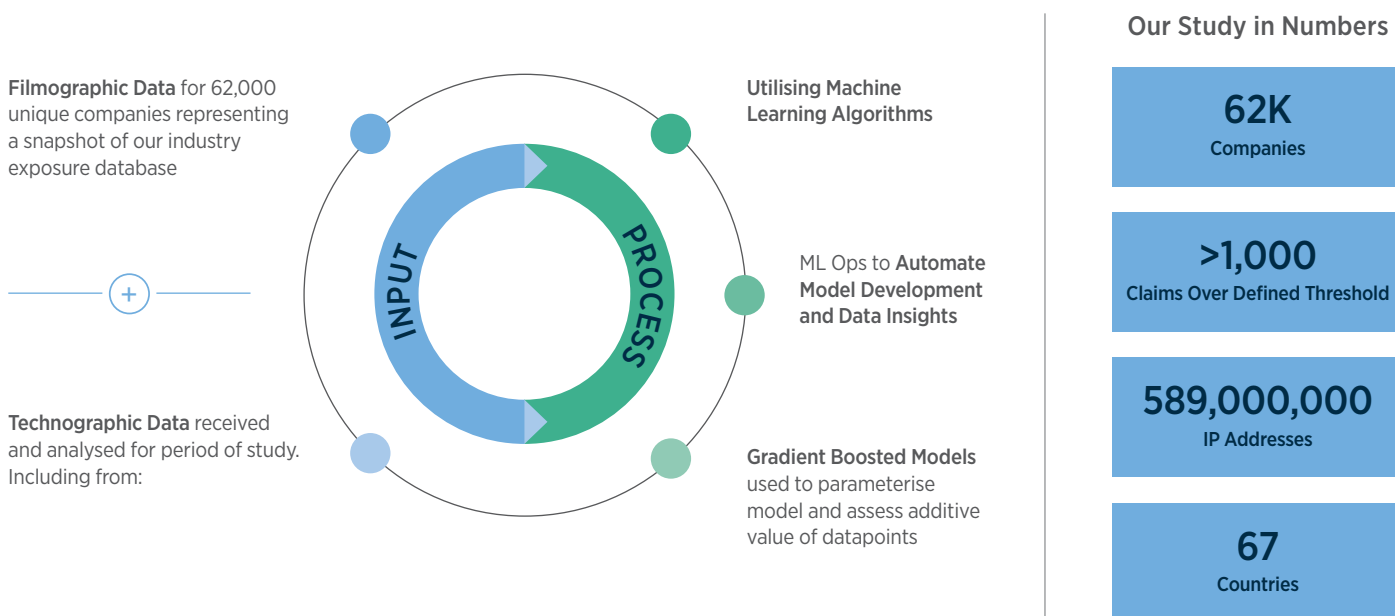 Our Study in Numbers
Filmographic Data for 62,000
unique companies representing
a snapshot of our industry
exposure database
+
Technographic Data received
and analysed for period of study.
Including from:
INPUT
PROCESS
Utilising Machine
Learning Algorithms
ML Ops to Automate
Model Development
and Data Insights
Gradient Boosted Models
used to parameterise
model and assess additive
value of datapoints
62K
Companies
>1,000
Claims Over Defined Threshold
589,000,000
IP Addresses
67
Countries